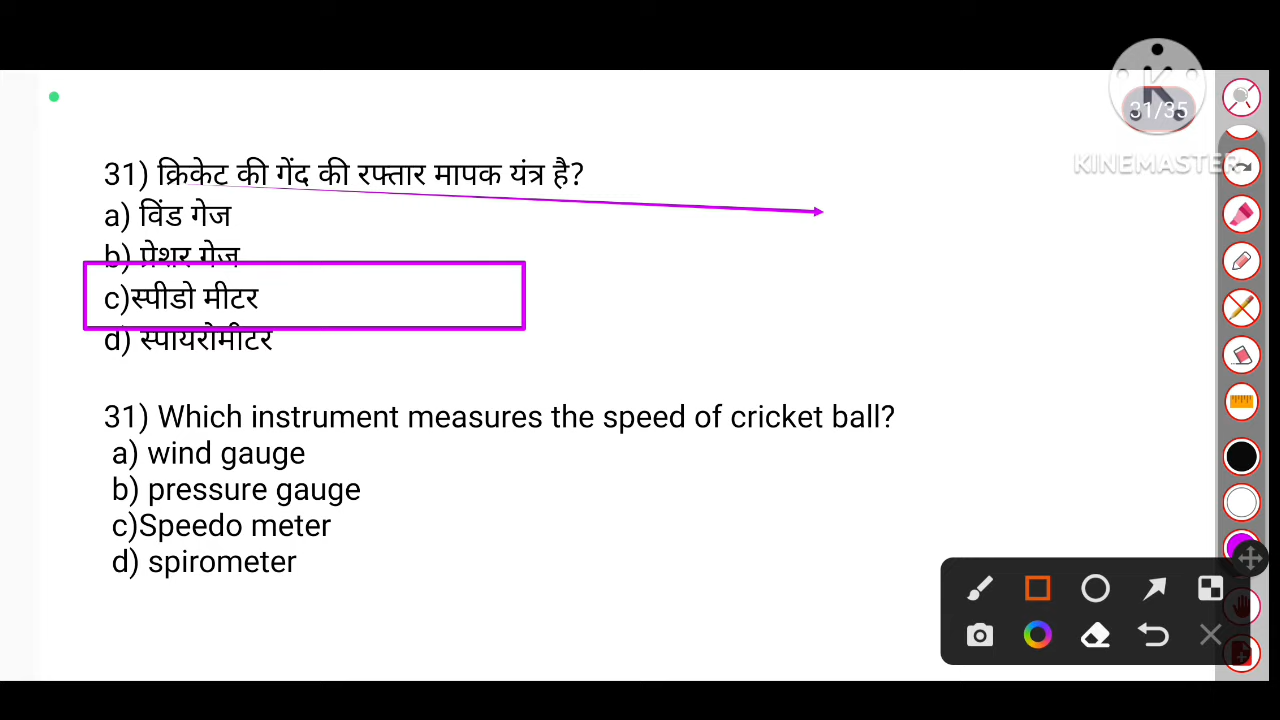 31/35
KINEMASTER
31) क्रिकेट की गेंद की रफ्तार मापक यंत्र है?
a) विंड गेज
b) प्रेशर गेज
c)स्पीडो मीटर
d) स्पायरोमीटर
31) Which instrument measures the speed of cricket ball?
a) wind gauge
b) pressure gauge
c)Speedo meter
d) spirometer